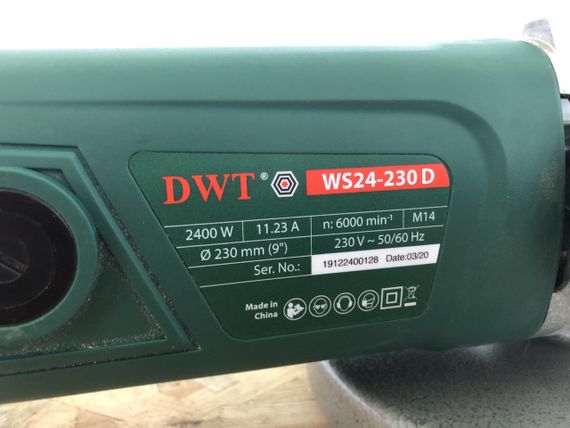 DWT® WS24-230 D
2400 W 11.23 A n: 6000 min⁻¹ M14
Ø 230 mm (9") 230 V ~ 50/60 Hz
Ser. No.: 19122400128 Date:03/20
Made in
China